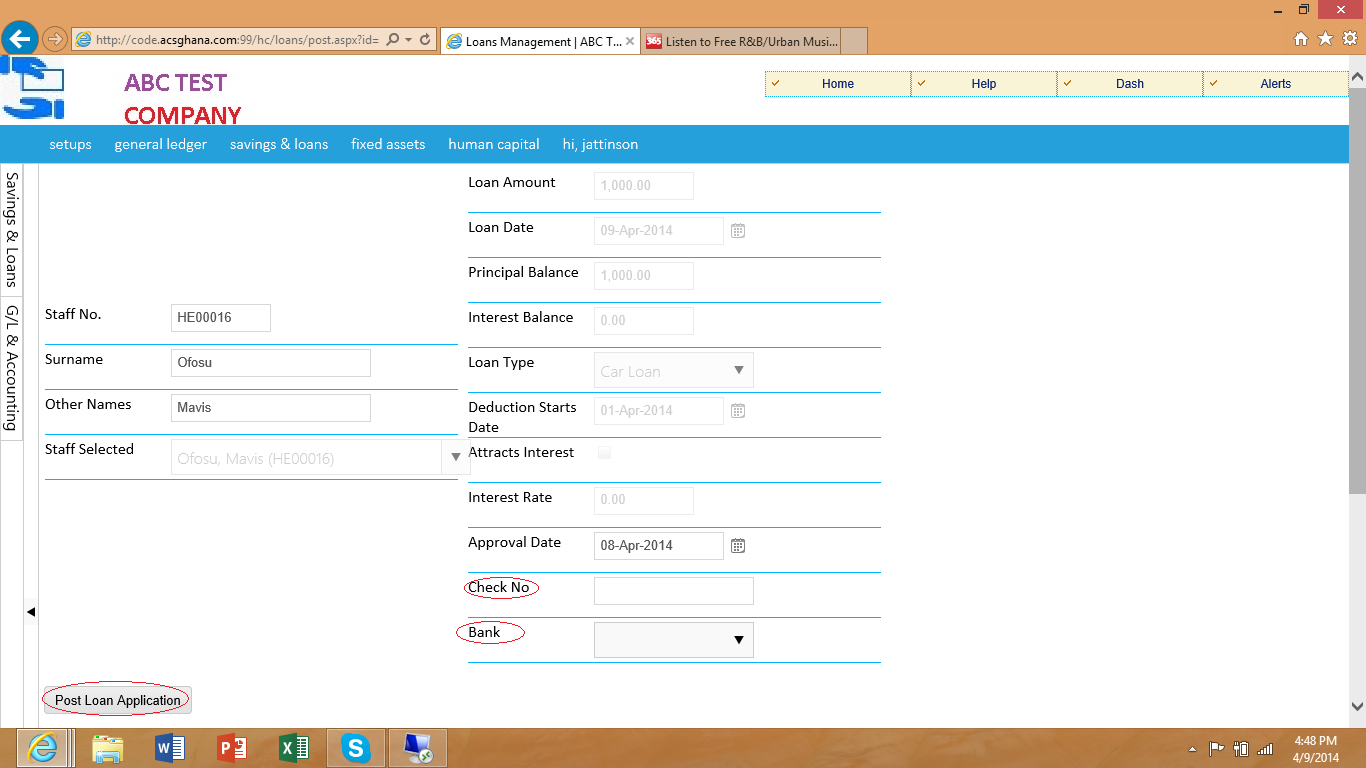 http://code.acsghana.com:99/hc/loans/post.aspx?id=
Loans Management | ABC T...
365 Listen to Free R&B/Urban Musi...
ABC TEST
COMPANY
Home
Help
Dash
Alerts
setups
general ledger
savings & loans
fixed assets
human capital
hi, jattinson
Savings & Loans
G/L & Accounting
Staff No.
HE00016
Surname
Ofosu
Other Names
Mavis
Staff Selected
Ofosu, Mavis (HE00016)
Loan Amount
1,000.00
Loan Date
09-Apr-2014
Principal Balance
1,000.00
Interest Balance
0.00
Loan Type
Car Loan
Deduction Starts
Date
01-Apr-2014
Attracts Interest
Interest Rate
0.00
Approval Date
08-Apr-2014
Check No
Bank
Post Loan Application
4:48 PM
4/9/2014